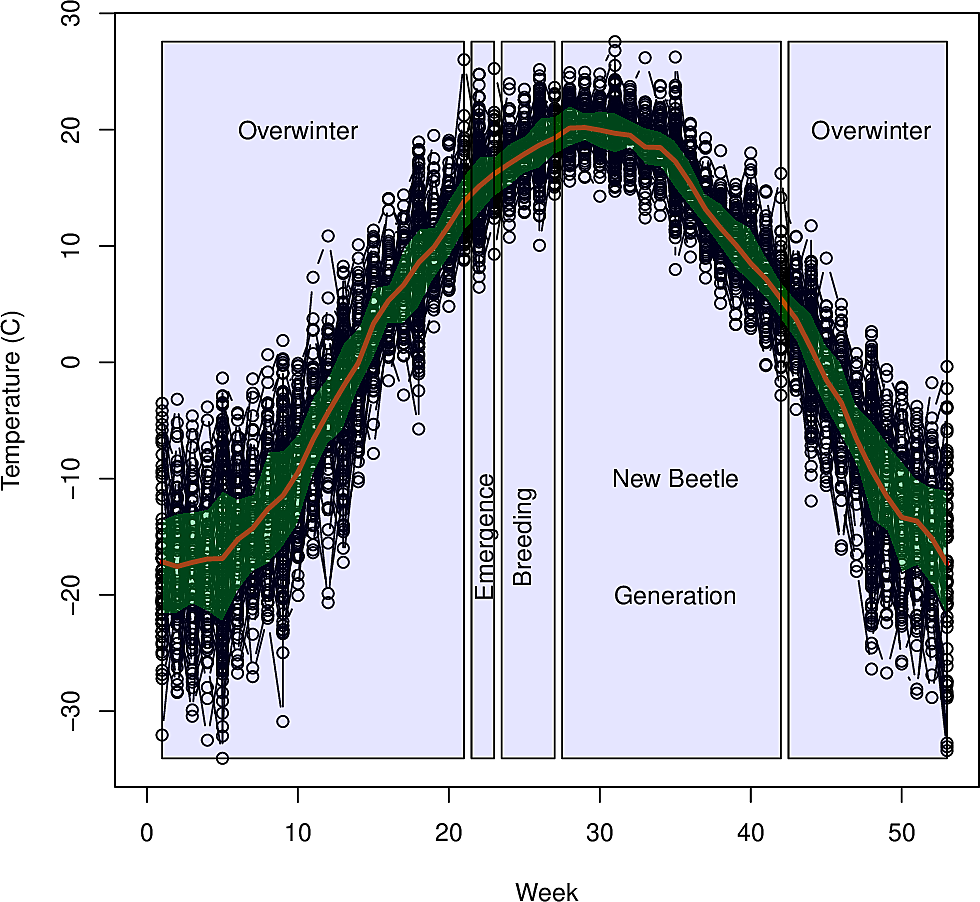 30
20
10
0
−10
−20
−30
Temperature (C)
Overwinter
Overwinter
Emergence
Breeding
New Beetle
Generation
0 10 20 30 40 50
Week